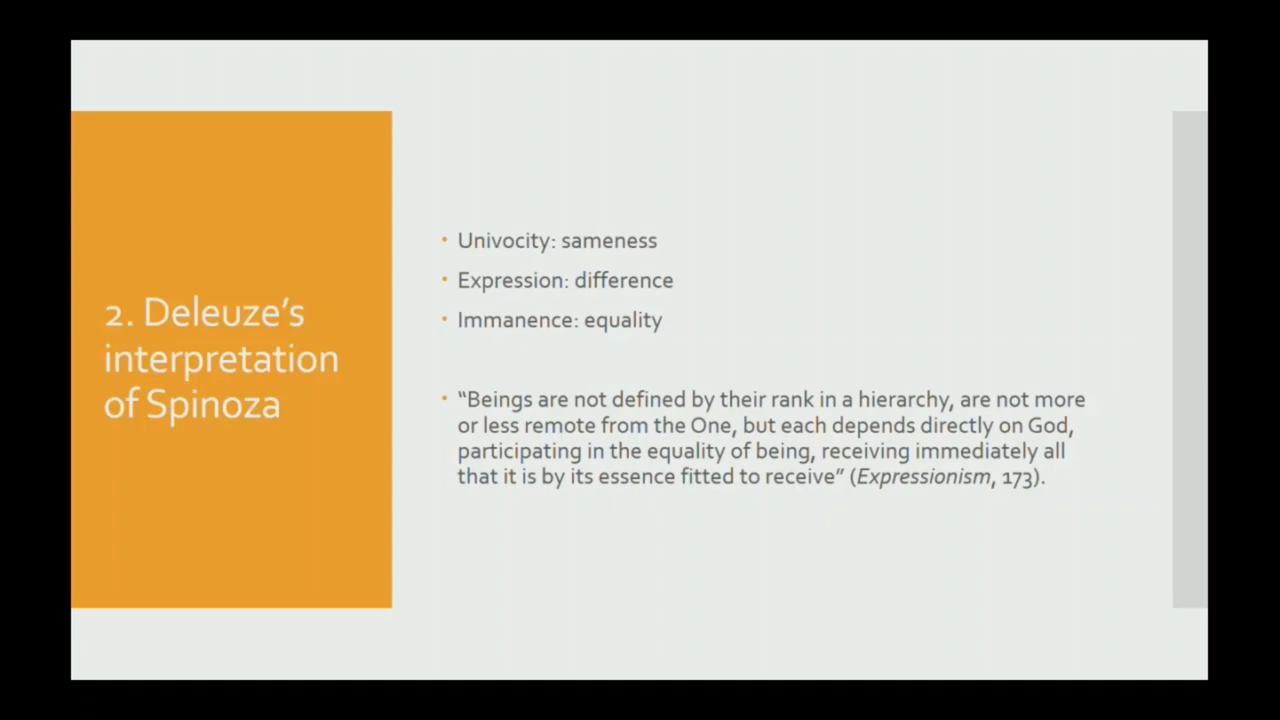 2. Deleuze’s
interpretation
of Spinoza
• Univocity: sameness
• Expression: difference
• Immanence: equality
• “Beings are not defined by their rank in a hierarchy, are not more
or less remote from the One, but each depends directly on God,
participating in the equality of being, receiving immediately all
that it is by its essence fitted to receive” (Expressionism, 173).